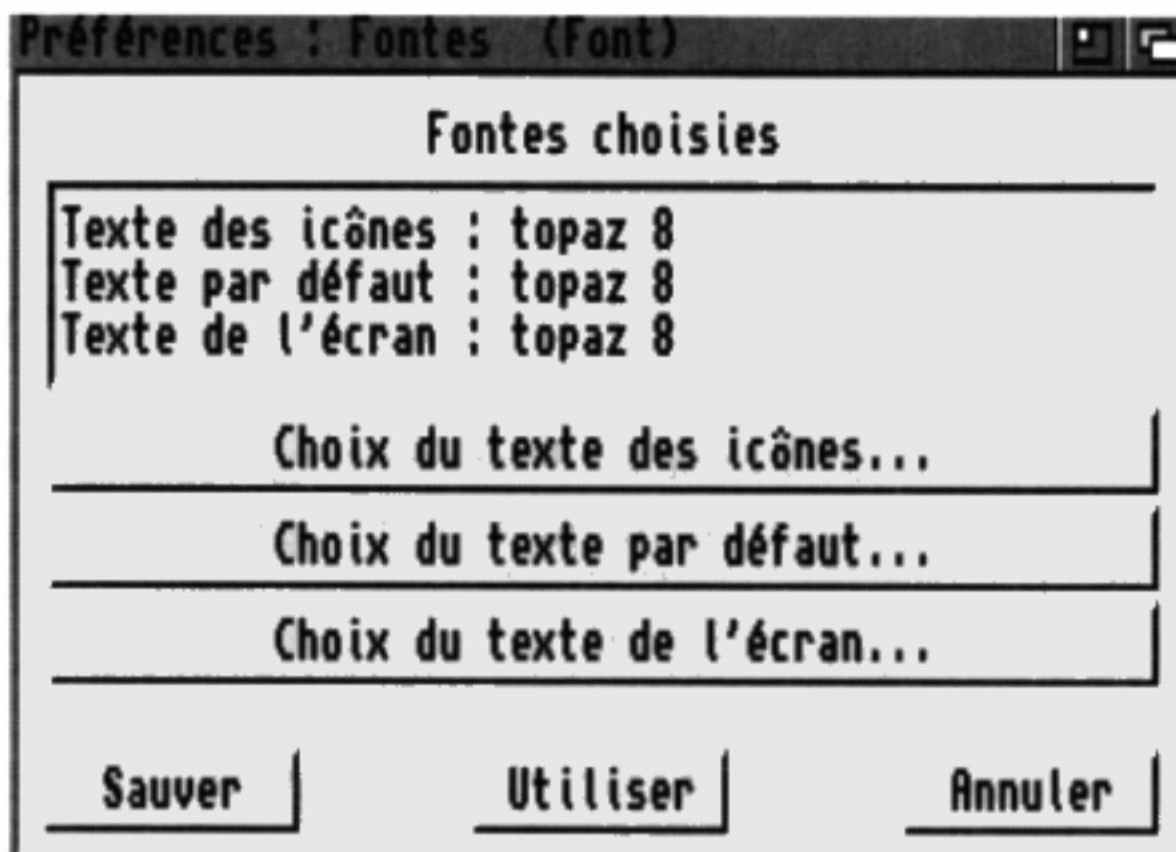 Préférences : Fontes (Font)
Fontes choisies
Texte des icônes : topaz 8
Texte par défaut : topaz 8
Texte de l'écran : topaz 8
Choix du texte des icônes...
Choix du texte par défaut...
Choix du texte de l'écran...
Sauver Utiliser Annuler